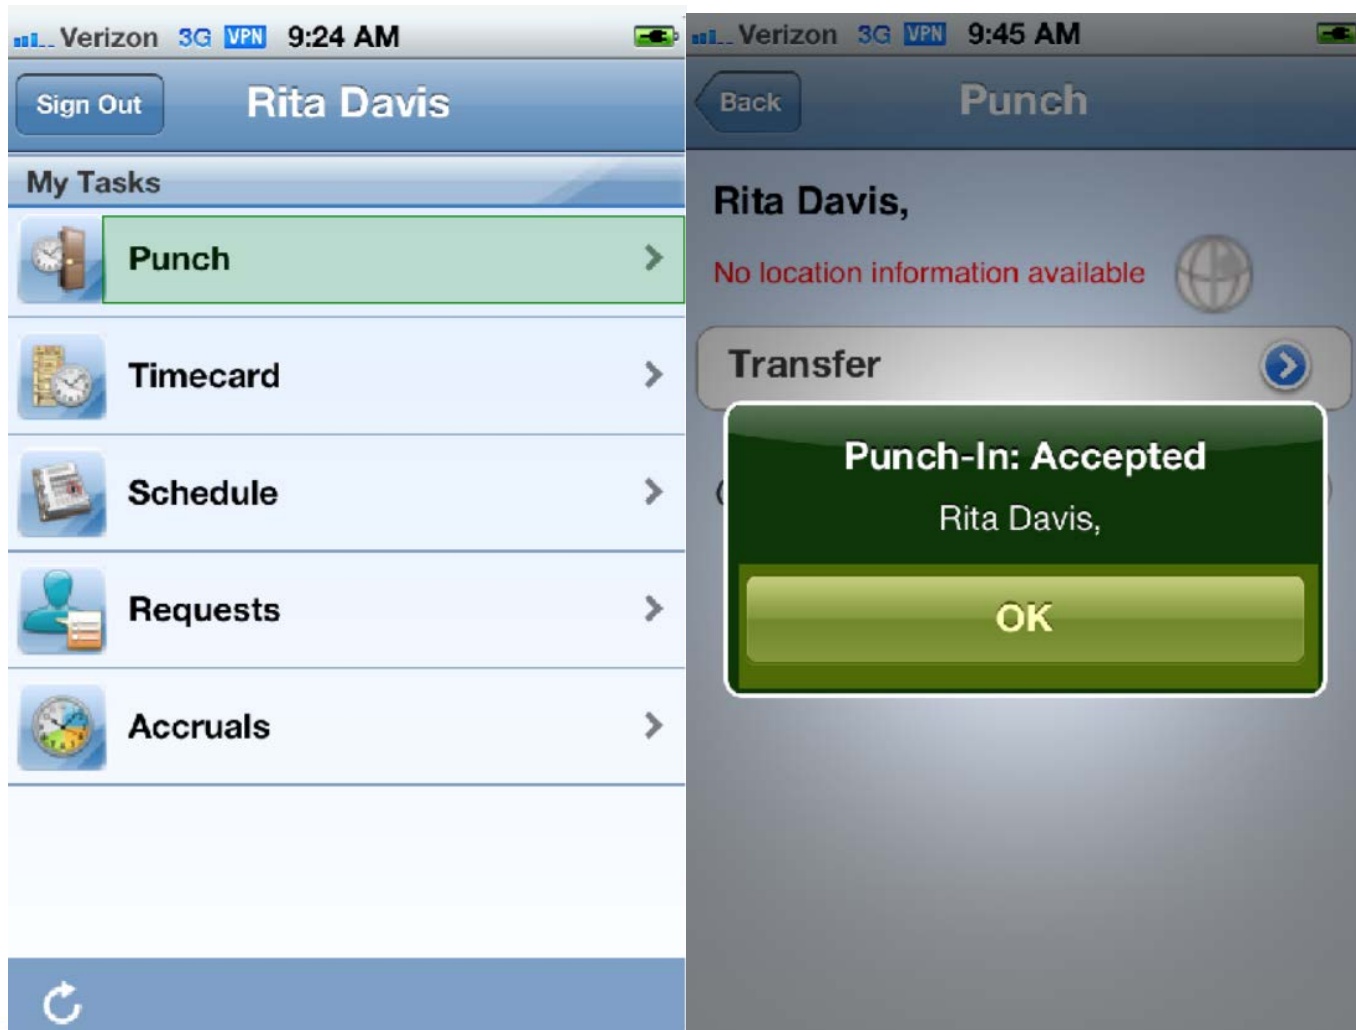 Verizon 3G VPN 9:24 AM
Sign Out Rita Davis
My Tasks
Punch
Timecard
Schedule
Requests
Accruals
Verizon 3G VPN 9:45 AM
Back Punch
Rita Davis,
No location information available
Transfer
Punch-In: Accepted
Rita Davis,
OK